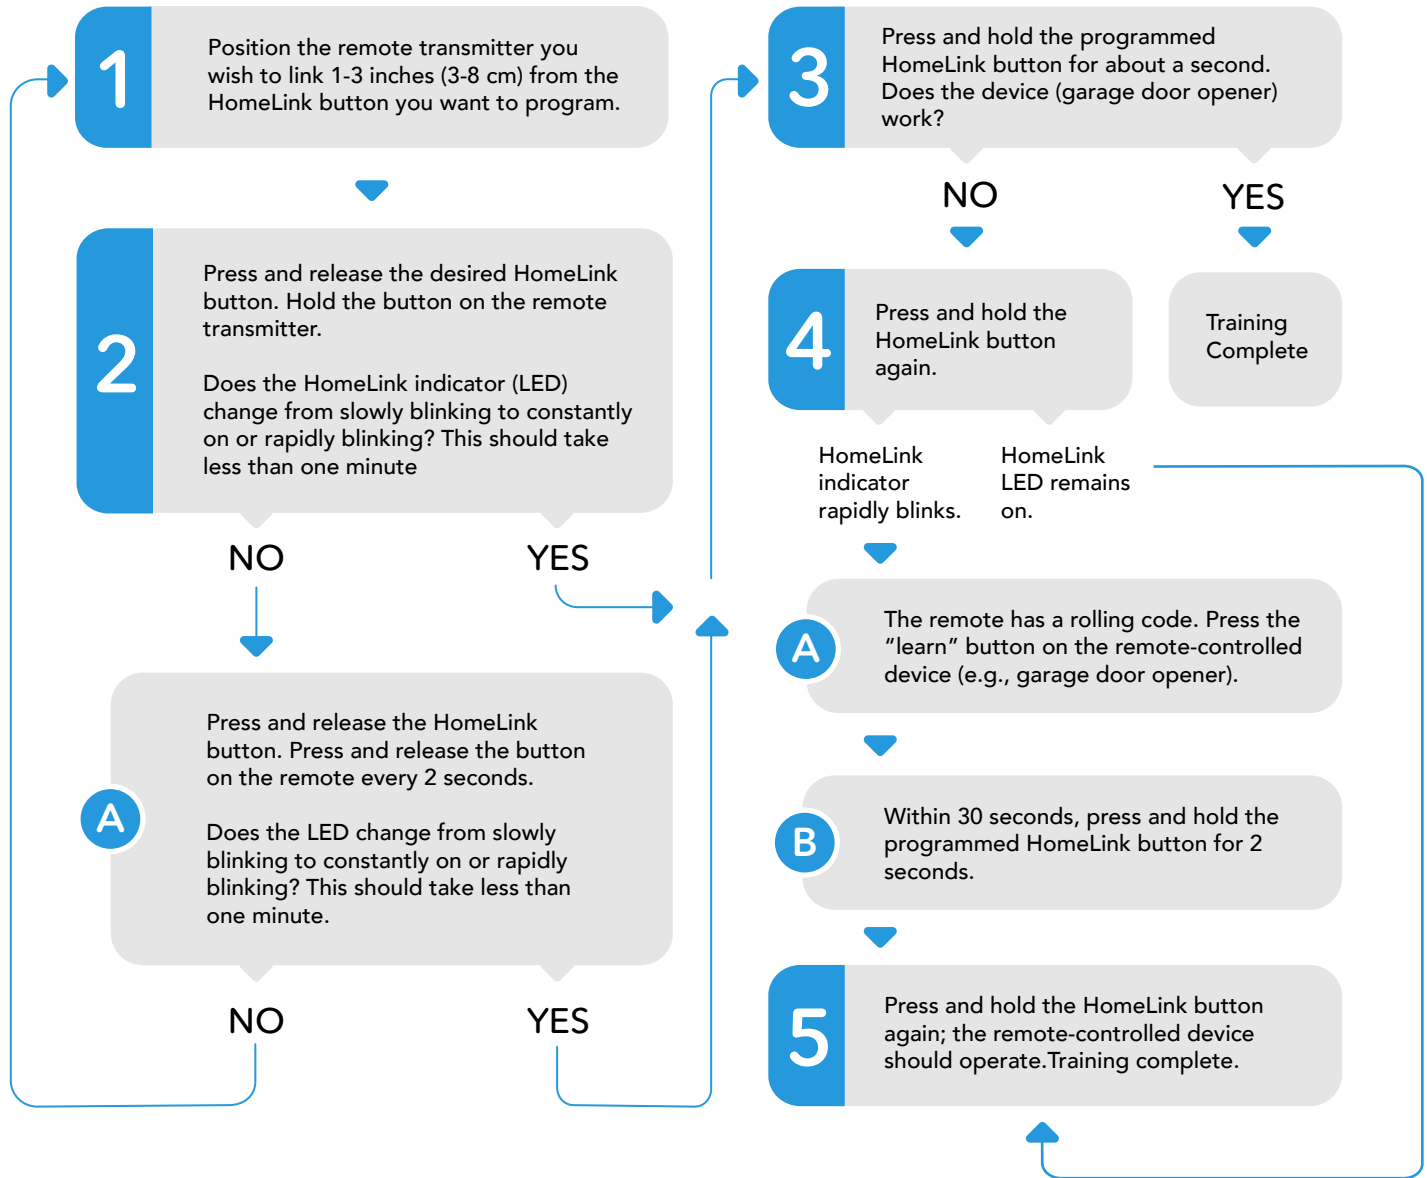 1
Position the remote transmitter you
wish to link 1-3 inches (3-8 cm) from the
HomeLink button you want to program.
2
Press and release the desired HomeLink
button. Hold the button on the remote
transmitter.
Does the HomeLink indicator (LED)
change from slowly blinking to constantly
on or rapidly blinking? This should take
less than one minute
NO
YES
A
Press and release the HomeLink
button. Press and release the button
on the remote every 2 seconds.
Does the LED change from slowly
blinking to constantly on or rapidly
blinking? This should take less than
one minute.
NO
YES
3
Press and hold the programmed
HomeLink button for about a second.
Does the device (garage door opener)
work?
NO
YES
4
Press and hold the
HomeLink button
again.
Training
Complete
HomeLink
indicator
rapidly blinks.
HomeLink
LED remains
on.
A
The remote has a rolling code. Press the
“learn” button on the remote-controlled
device (e.g., garage door opener).
B
Within 30 seconds, press and hold the
programmed HomeLink button for 2
seconds.
5
Press and hold the HomeLink button
again; the remote-controlled device
should operate.Training complete.